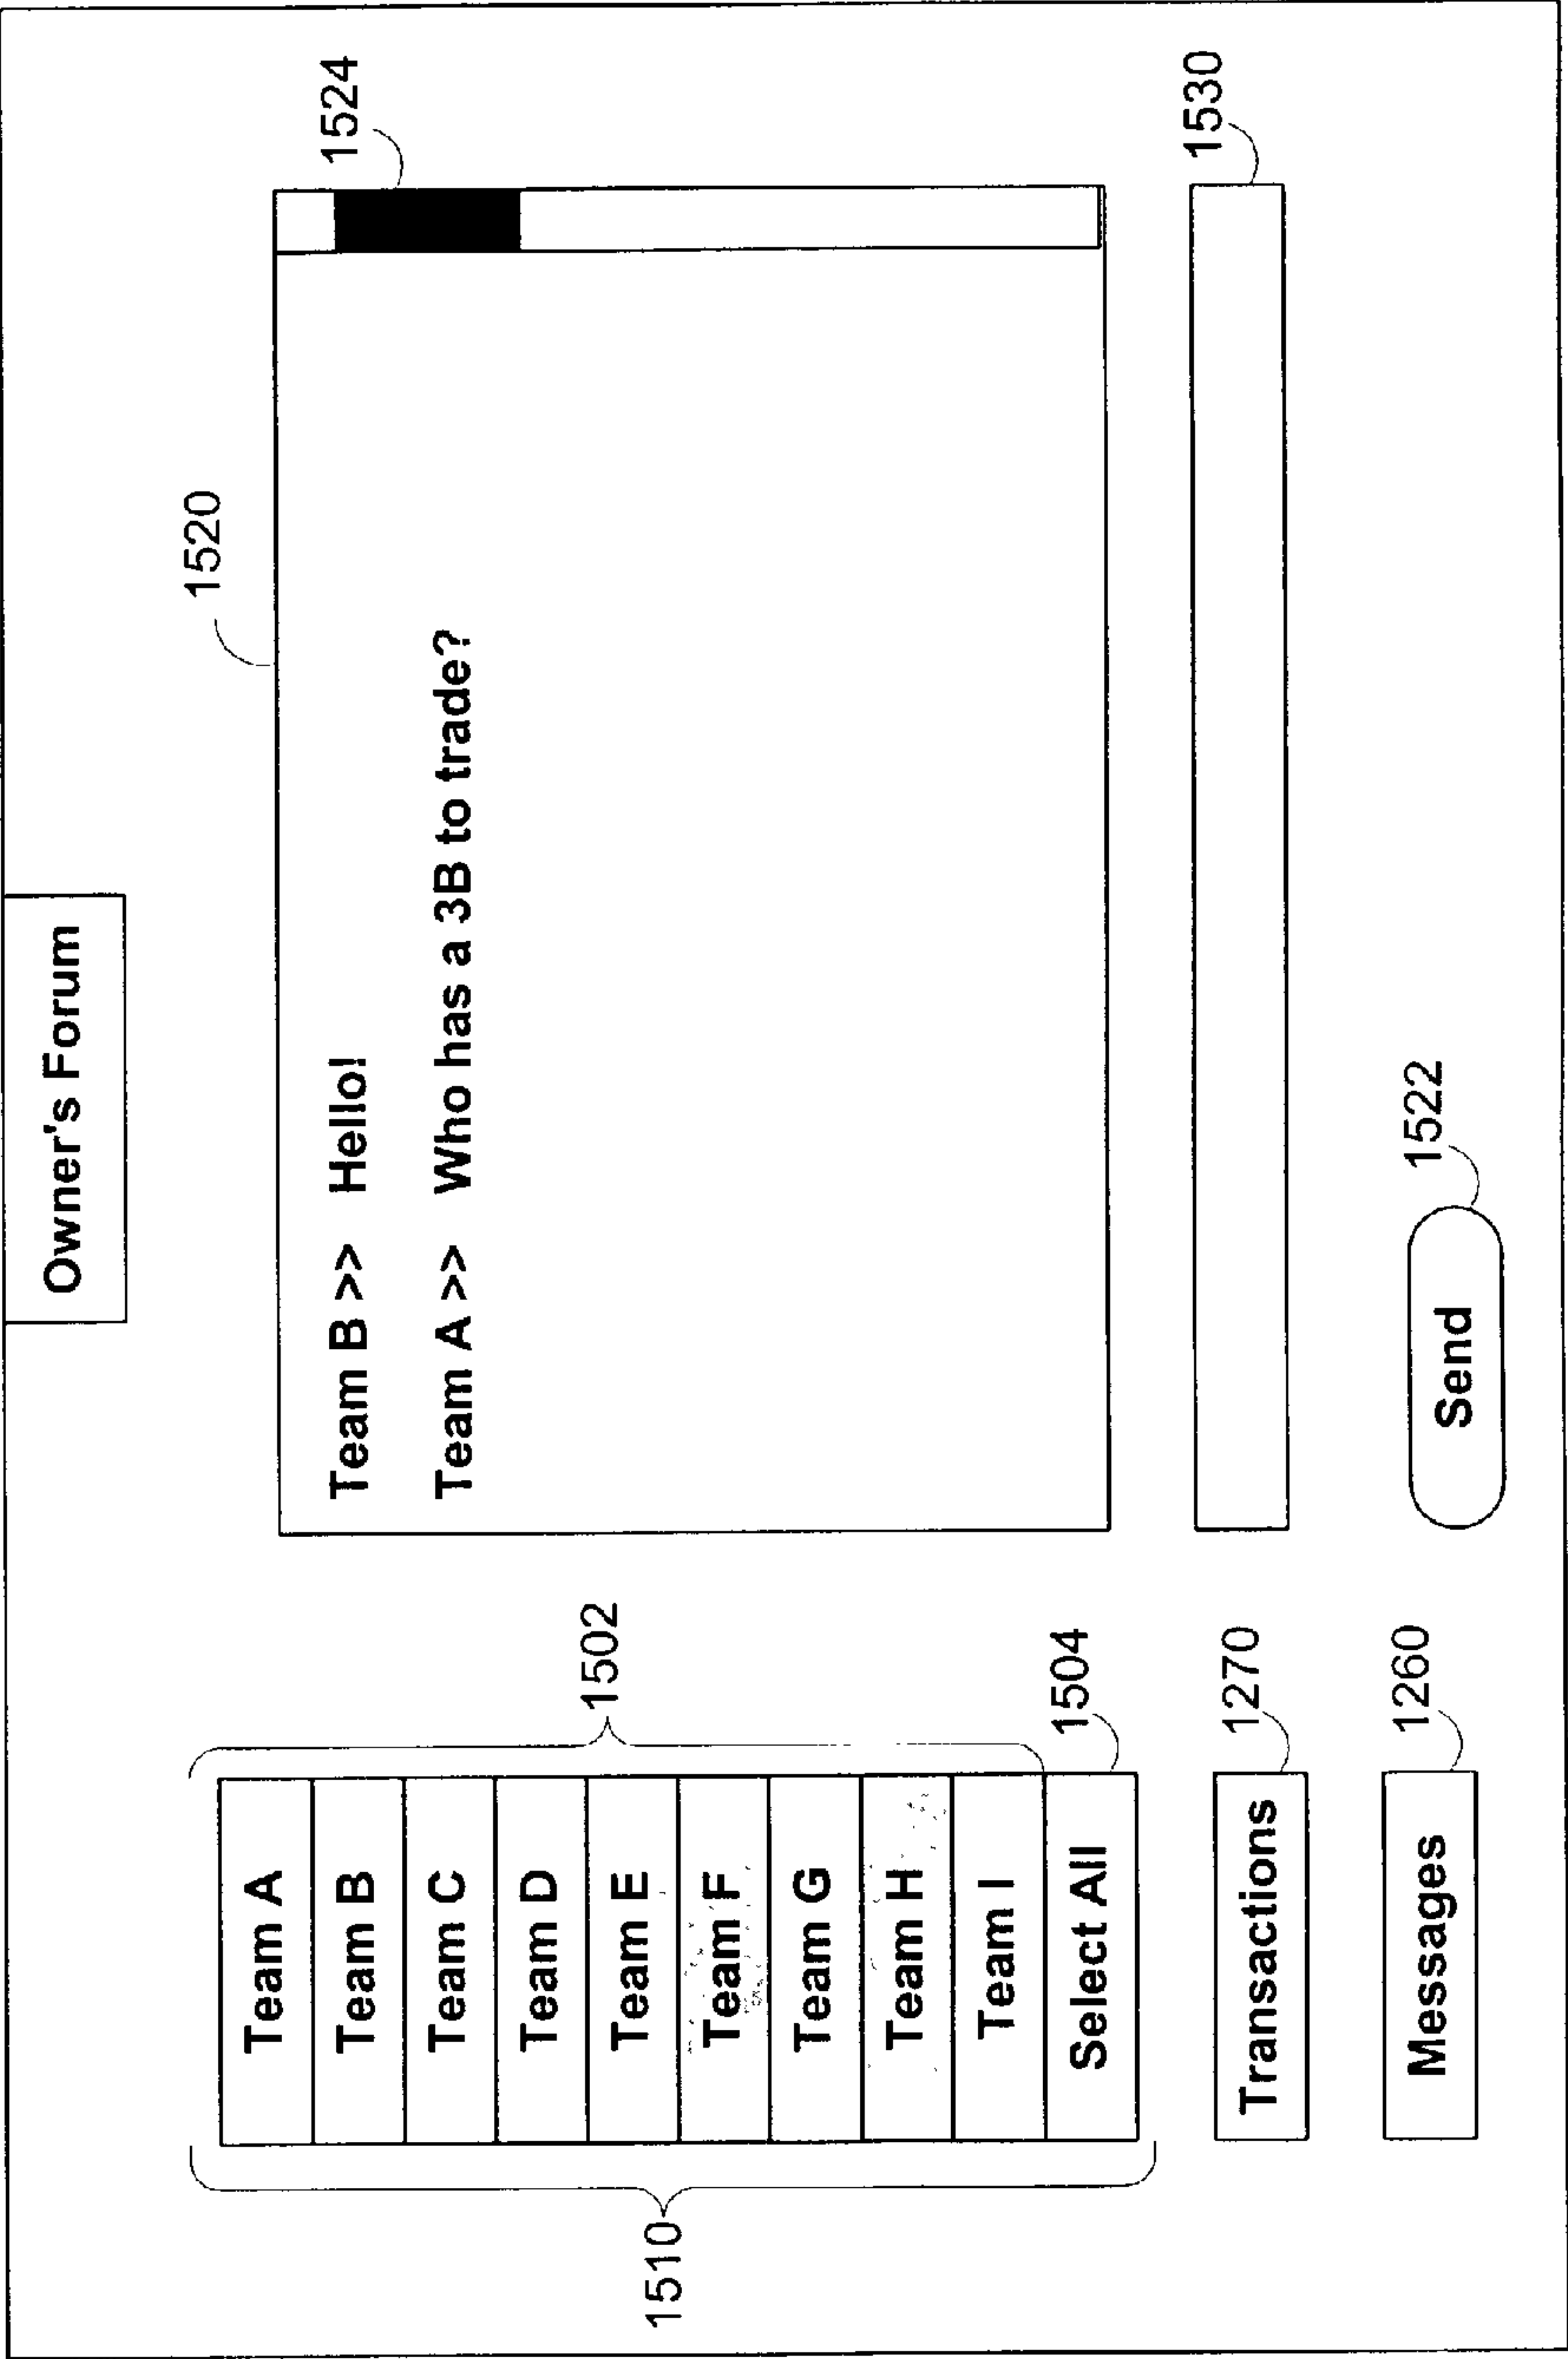 Owner's Forum
1510
Team A
Team B
Team C
Team D
Team E
Team F
Team G
Team H
Team I
Select All
1502
1504
Transactions
1270
Messages
1260
1520
Team B >> Hello!
Team A >> Who has a 3B to trade?
1524
1530
Send
1522